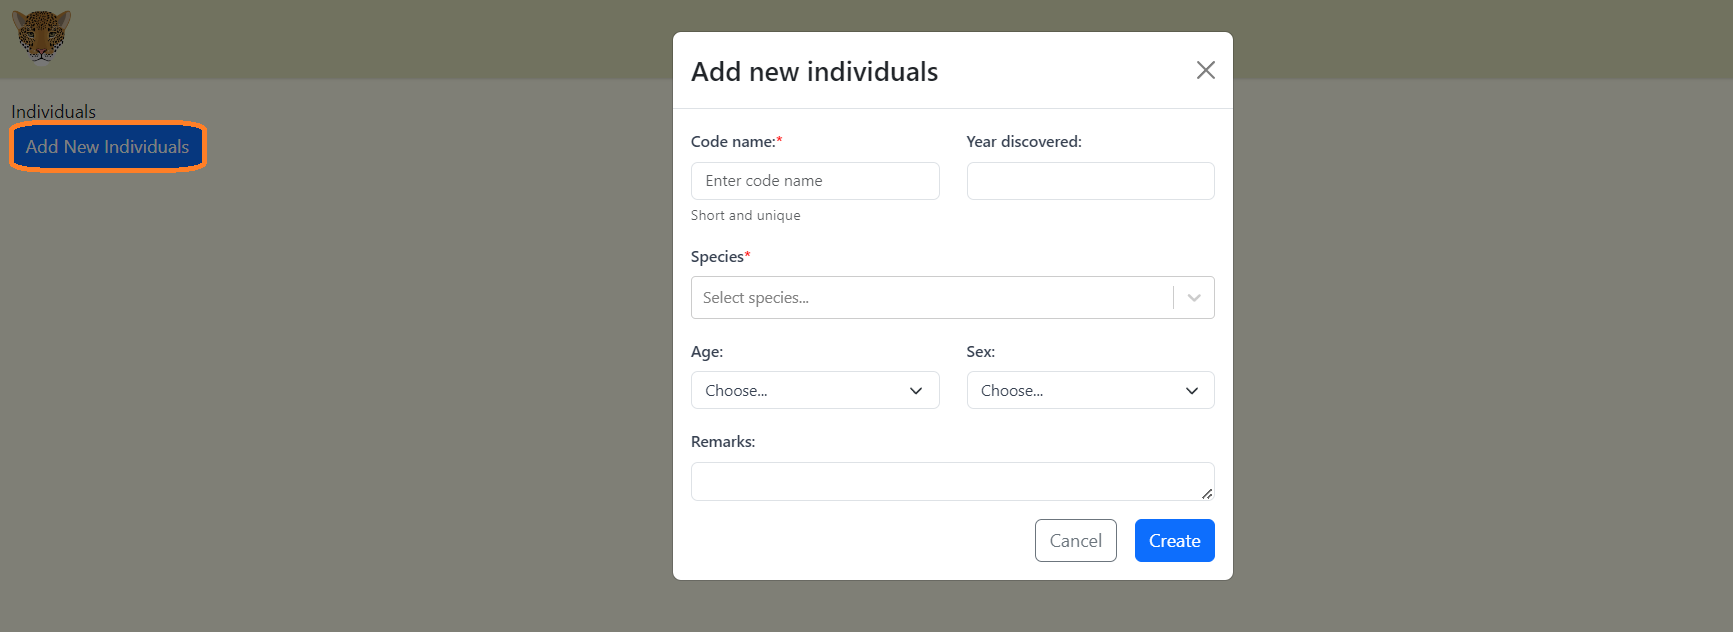 Individuals
Add New Individuals
Add new individuals
Code name:* Year discovered:
Enter code name
Short and unique
Species*
Select species...
Age: Sex:
Choose... Choose...
Remarks:
Cancel Create